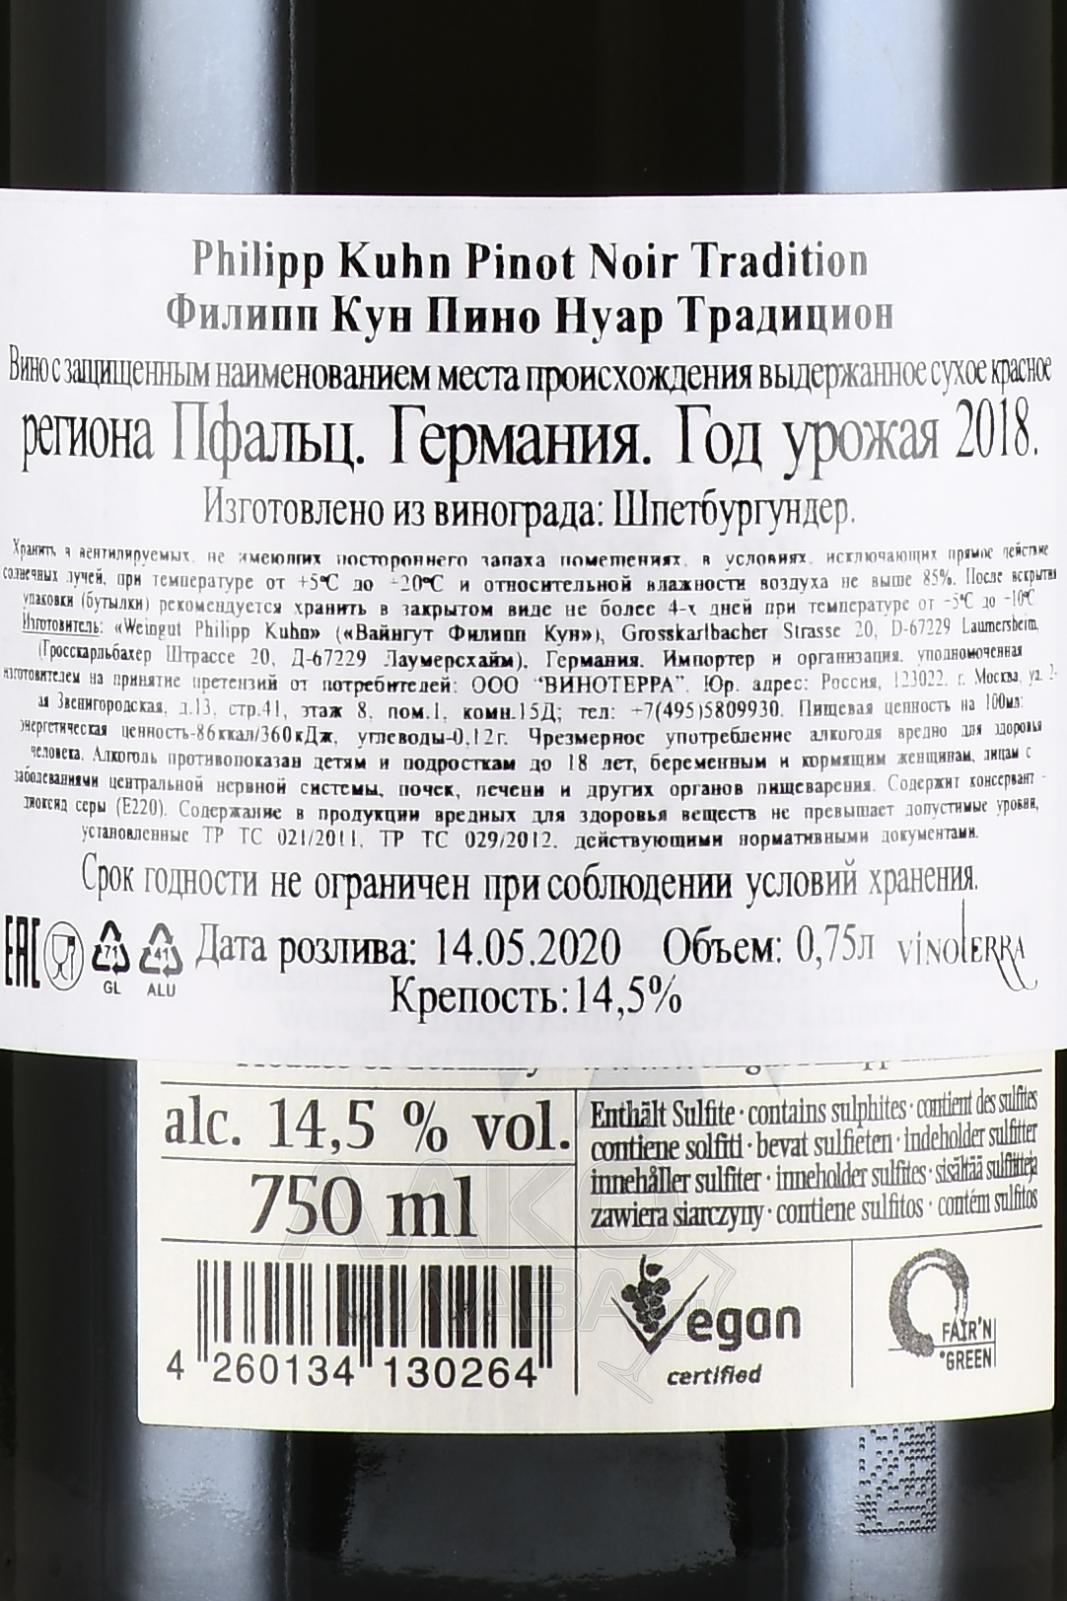 Philipp Kuhn Pinot Noir Tradition
Филипп Кун Пино Нуар Традицион
Вино с защищенным наименованием места происхождения выдержанное сухое красное
региона Пфальц. Германия. Год урожая 2018.
Изготовлено из винограда: Шпетбургундер.
Хранить в вентилируемых, не имеющих постороннего запаха помещениях, в условиях, исключающих прямое действие
солнечных лучей, при температуре от +5°C до +20°C и относительной влажности воздуха не выше 85%. После вскрытия
упаковки (бутылки) рекомендуется хранить в закрытом виде не более 4-х дней при температуре от +5°C до +10°C
Изготовитель: «Weingut Philipp Kuhn» («Вайнгут Филипп Кун»), Grosskarlbacher Strasse 20, D-67229 Laumersheim,
(Гросскарльбахер Штрассе 20, Д-67229 Лаумерсхайм), Германия. Импортер и организация, уполномоченная
изготовителем на принятие претензий от потребителей: ООО "ВИНОТЕРРА". Юр. адрес: Россия, 123022, г. Москва, ул. 2-
ая Звенигородская, д.13, стр.41, этаж 8, пом.1, комн.15Д; тел: +7(495)5809930. Пищевая ценность на 100мл:
энергетическая ценность-86ккал/360кДж, углеводы-0,12г. Чрезмерное употребление алкоголя вредно для здоровья
человека. Алкоголь противопоказан детям и подросткам до 18 лет, беременным и кормящим женщинам, лицам с
заболеваниями центральной нервной системы, почек, печени и других органов пищеварения. Содержит консервант -
диоксид серы (E220). Содержание в продукции вредных для здоровья веществ не превышает допустимые уровни,
установленные ТР ТС 021/2011, ТР ТС 029/2012, действующими нормативными документами.
Срок годности не ограничен при соблюдении условий хранения.
EAC 71 GL 41 ALU Дата розлива: 14.05.2020 Объем: 0,75л VINOTERRA
Крепость:14,5%
alc. 14,5 % vol.
750 ml
Enthält Sulfite · contains sulphites · contient des sulfites
contiene solfiti · bevat sulfieten · indeholder sulfitter
innehåller sulfiter · inneholder sulfites · sisältää sulfiitteja
zawiera siarczyny · contiene sulfitos · contém sulfitos
4 260134 130264
Vegan
certified
FAIR'N
GREEN